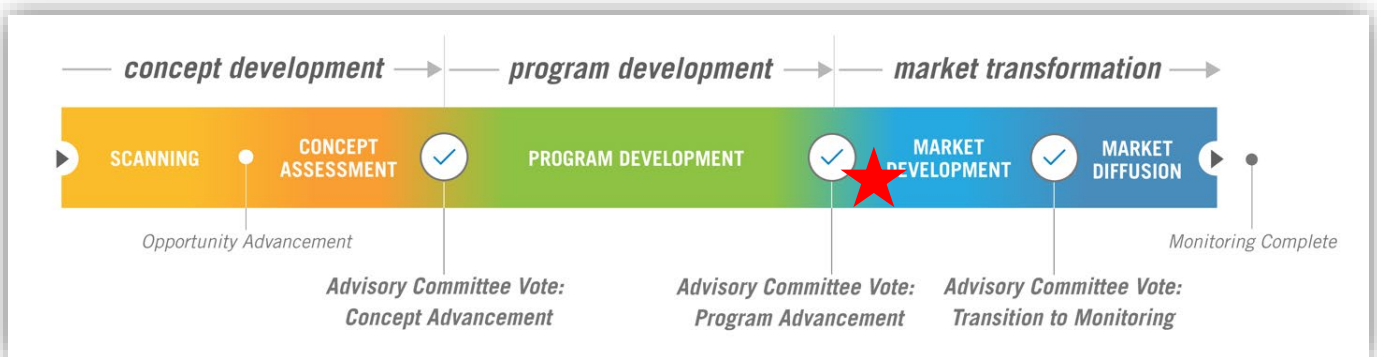 concept development
program development
market transformation
SCANNING
CONCEPT
ASSESSMENT
PROGRAM DEVELOPMENT
MARKET
DEVELOPMENT
MARKET
DIFFUSION
Opportunity Advancement
Monitoring Complete
Advisory Committee Vote:
Concept Advancement
Advisory Committee Vote:
Program Advancement
Advisory Committee Vote:
Transition to Monitoring